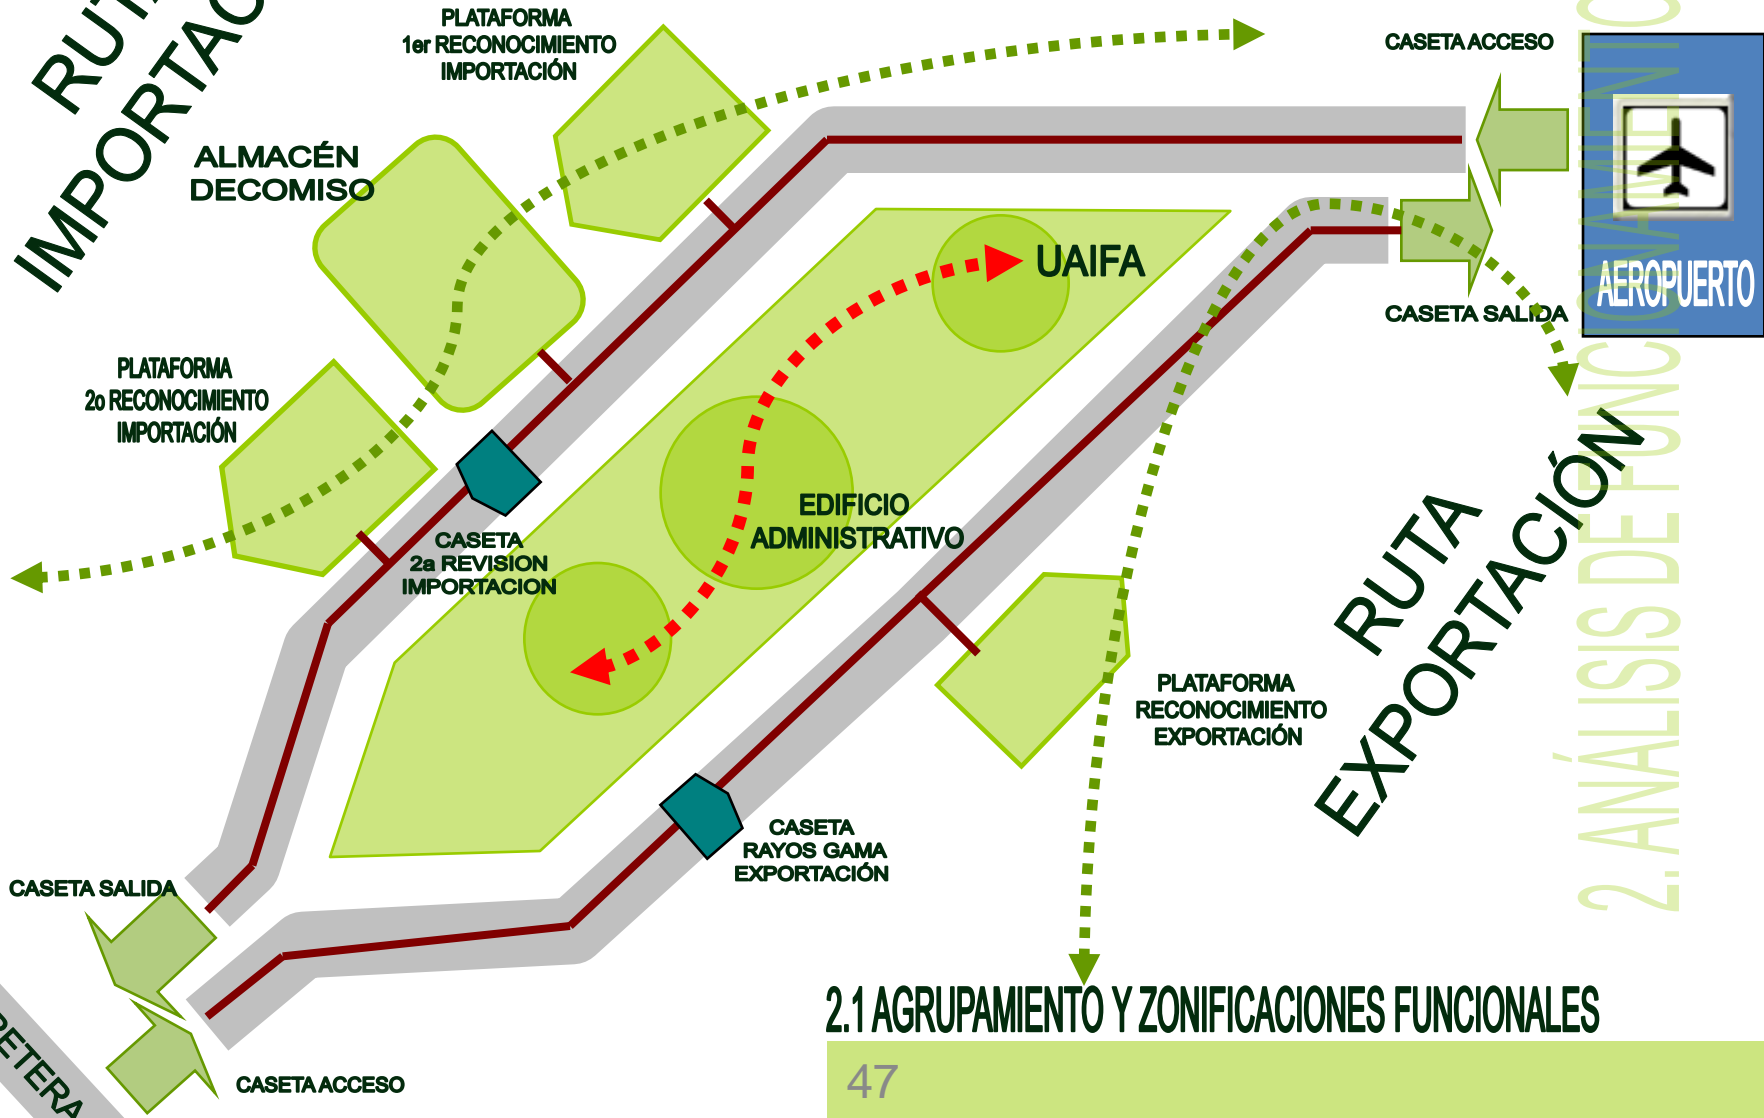 RUTA
IMPORTAC
PLATAFORMA
1er RECONOCIMIENTO
IMPORTACIÓN
CASETA ACCESO
ALMACÉN
DECOMISO
UAIFA
AEROPUERTO
CASETA SALIDA
PLATAFORMA
2o RECONOCIMIENTO
IMPORTACIÓN
EDIFICIO
ADMINISTRATIVO
CASETA
2a REVISION
IMPORTACION
RUTA
EXPORTACIÓN
PLATAFORMA
RECONOCIMIENTO
EXPORTACIÓN
CASETA
RAYOS GAMA
EXPORTACIÓN
CASETA SALIDA
CASETA ACCESO
ETERA
2. ANÁLISIS DE FUNCIONAMIENTO
2.1 AGRUPAMIENTO Y ZONIFICACIONES FUNCIONALES
47